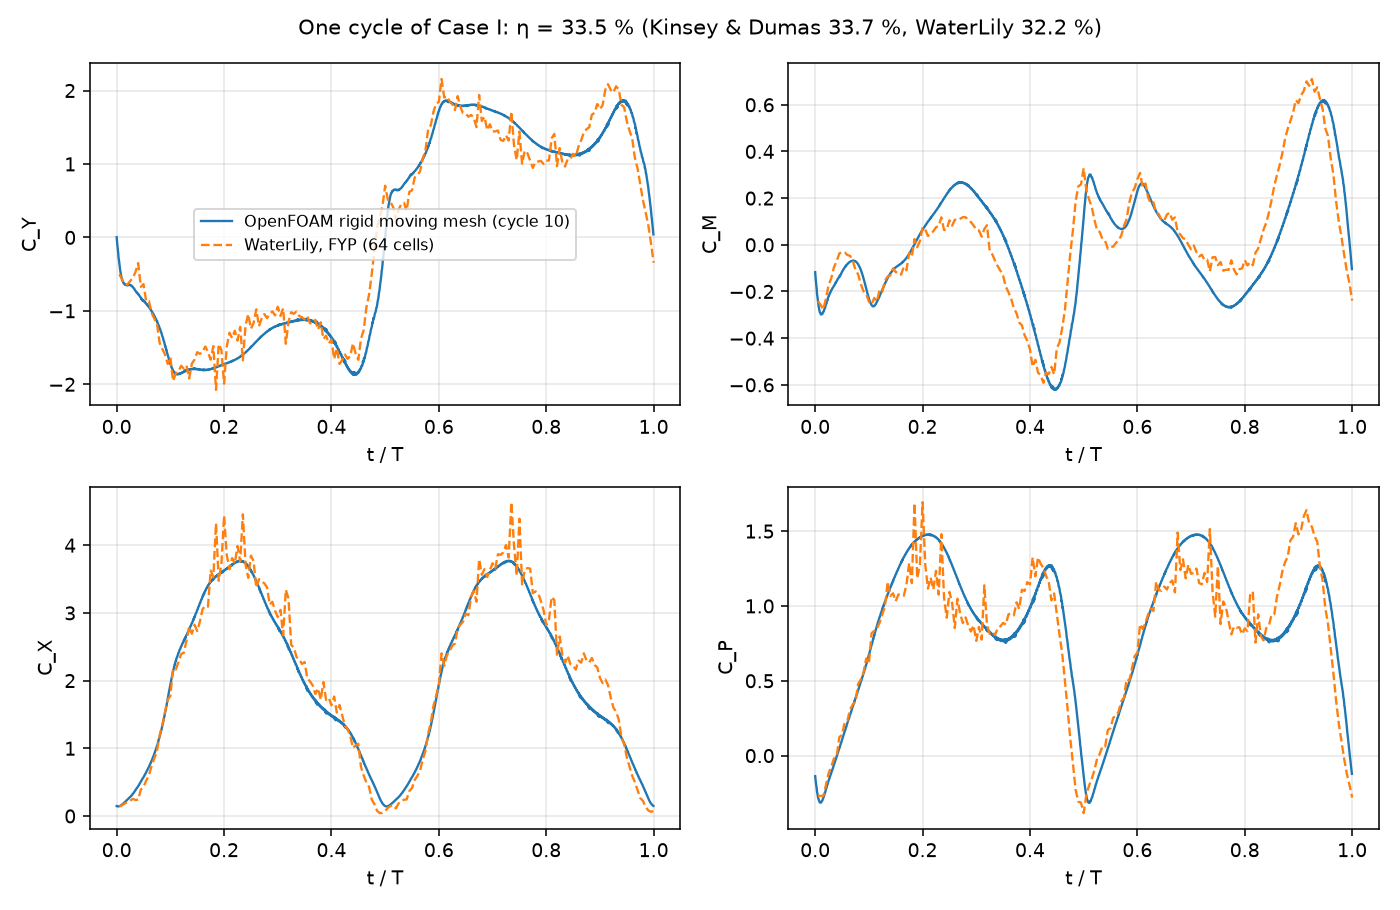 One cycle of Case I: η = 33.5 % (Kinsey & Dumas 33.7 %, WaterLily 32.2 %)
C_Y
2
1
0
−1
−2
OpenFOAM rigid moving mesh (cycle 10)
WaterLily, FYP (64 cells)
0.0 0.2 0.4 0.6 0.8 1.0
t / T
C_M
0.6
0.4
0.2
0.0
−0.2
−0.4
−0.6
0.0 0.2 0.4 0.6 0.8 1.0
t / T
C_X
4
3
2
1
0
0.0 0.2 0.4 0.6 0.8 1.0
t / T
C_P
1.5
1.0
0.5
0.0
0.0 0.2 0.4 0.6 0.8 1.0
t / T